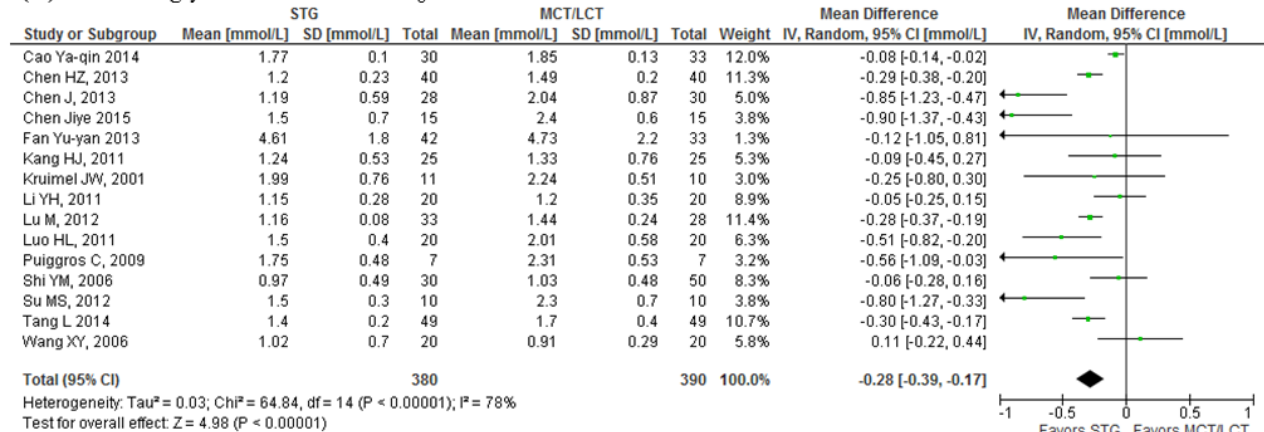 STG MCT/LCT Mean Difference Mean Difference
Study or Subgroup Mean [mmol/L] SD [mmol/L] Total Mean [mmol/L] SD [mmol/L] Total Weight IV, Random, 95% CI [mmol/L] IV, Random, 95% CI [mmol/L]
Cao Ya-qin 2014 1.77 0.1 30 1.85 0.13 33 12.0% -0.08 [-0.14, -0.02]
Chen HZ, 2013 1.2 0.23 40 1.49 0.2 40 11.3% -0.29 [-0.38, -0.20]
Chen J, 2013 1.19 0.59 28 2.04 0.87 30 5.0% -0.85 [-1.23, -0.47]
Chen Jiye 2015 1.5 0.7 15 2.4 0.6 15 3.8% -0.90 [-1.37, -0.43]
Fan Yu-yan 2013 4.61 1.8 42 4.73 2.2 33 1.3% -0.12 [-1.05, 0.81]
Kang HJ, 2011 1.24 0.53 25 1.33 0.76 25 5.3% -0.09 [-0.45, 0.27]
Kruimel JW, 2001 1.99 0.76 11 2.24 0.51 10 3.0% -0.25 [-0.80, 0.30]
Li YH, 2011 1.15 0.28 20 1.2 0.35 20 8.9% -0.05 [-0.25, 0.15]
Lu M, 2012 1.16 0.08 33 1.44 0.24 28 11.4% -0.28 [-0.37, -0.19]
Luo HL, 2011 1.5 0.4 20 2.01 0.58 20 6.3% -0.51 [-0.82, -0.20]
Puiggros C, 2009 1.75 0.48 7 2.31 0.53 7 3.2% -0.56 [-1.09, -0.03]
Shi YM, 2006 0.97 0.49 30 1.03 0.48 50 8.3% -0.06 [-0.28, 0.16]
Su MS, 2012 1.5 0.3 10 2.3 0.7 10 3.8% -0.80 [-1.27, -0.33]
Tang L 2014 1.4 0.2 49 1.7 0.4 49 10.7% -0.30 [-0.43, -0.17]
Wang XY, 2006 1.02 0.7 20 0.91 0.29 20 5.8% 0.11 [-0.22, 0.44]
Total (95% CI) 380 390 100.0% -0.28 [-0.39, -0.17]
Heterogeneity: Tau² = 0.03; Chi² = 64.84, df = 14 (P < 0.00001); I² = 78%
Test for overall effect: Z = 4.98 (P < 0.00001)
-1 -0.5 0 0.5 1
Favors STG Favors MCT/LCT